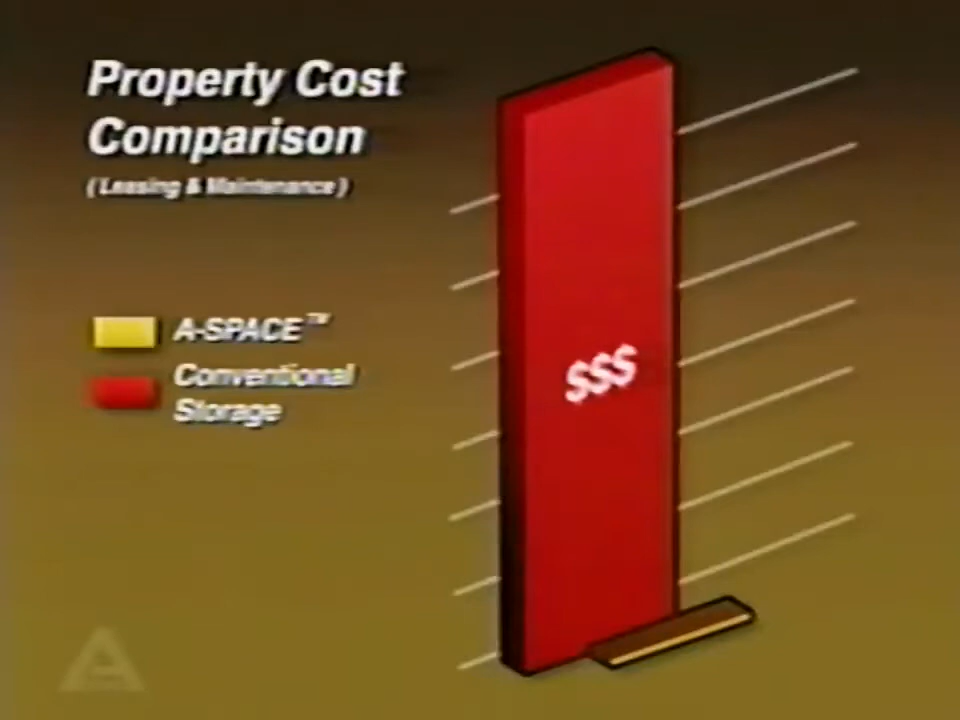 Property Cost
Comparison
(Leasing & Maintenance)
A-SPACE™
Conventional
Storage
$$$